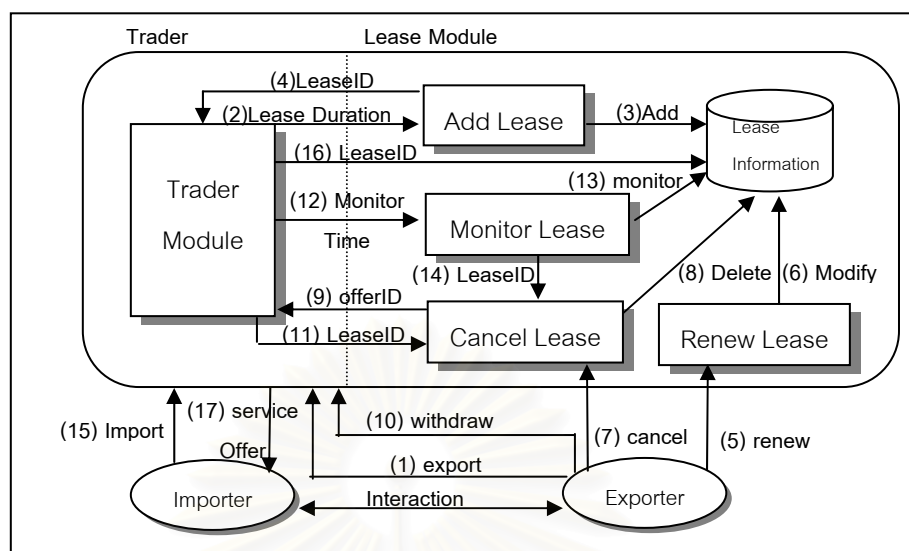 Trader
Lease Module
(4)LeaseID
(2)Lease Duration
Add Lease
(3)Add
Lease
Information
(16) LeaseID
Trader
Module
(12) Monitor
Time
(13) monitor
Monitor Lease
(14) LeaseID
(8) Delete
(6) Modify
(9) offerID
(11) LeaseID
Cancel Lease
Renew Lease
(15) Import
(17) service
Offer
(10) withdraw
(7) cancel
(5) renew
(1) export
Importer
Interaction
Exporter